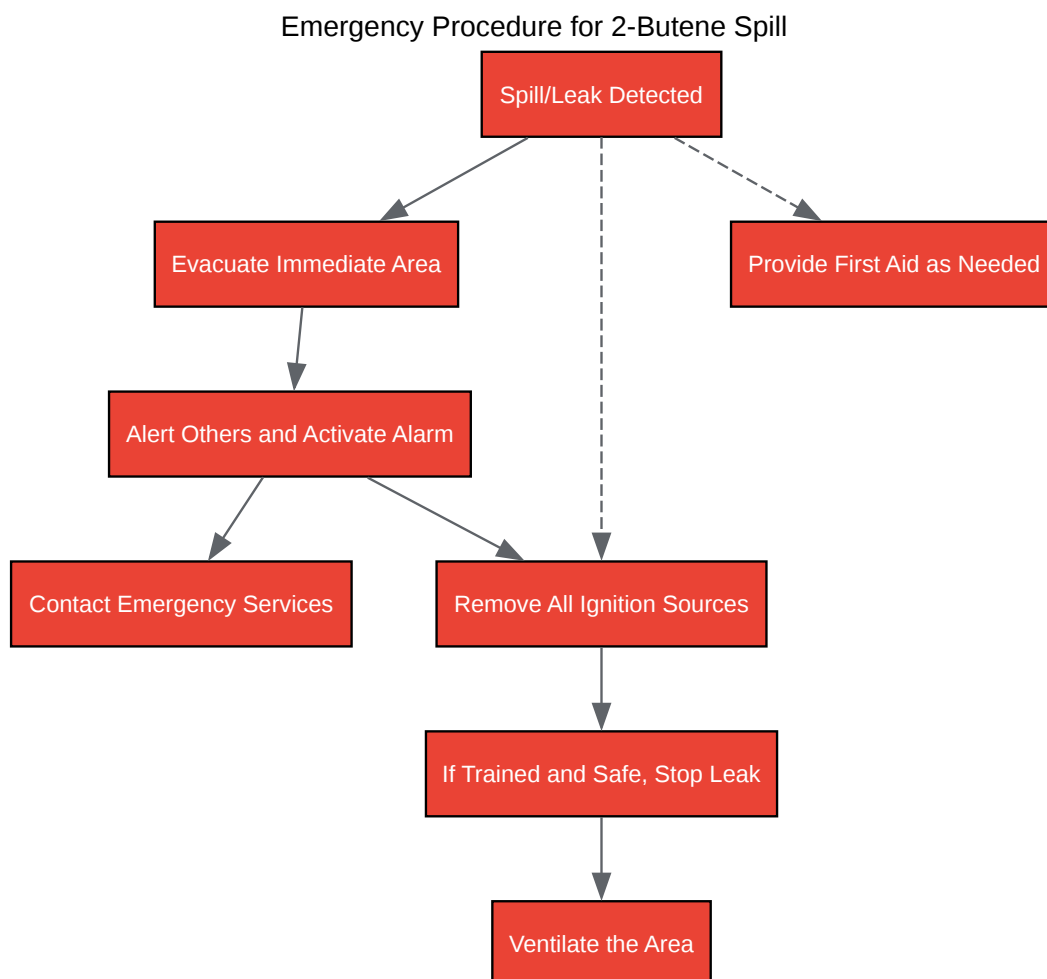 Emergency Procedure for 2-Butene Spill
Spill/Leak Detected
Evacuate Immediate Area
Provide First Aid as Needed
Alert Others and Activate Alarm
Contact Emergency Services
Remove All Ignition Sources
If Trained and Safe, Stop Leak
Ventilate the Area